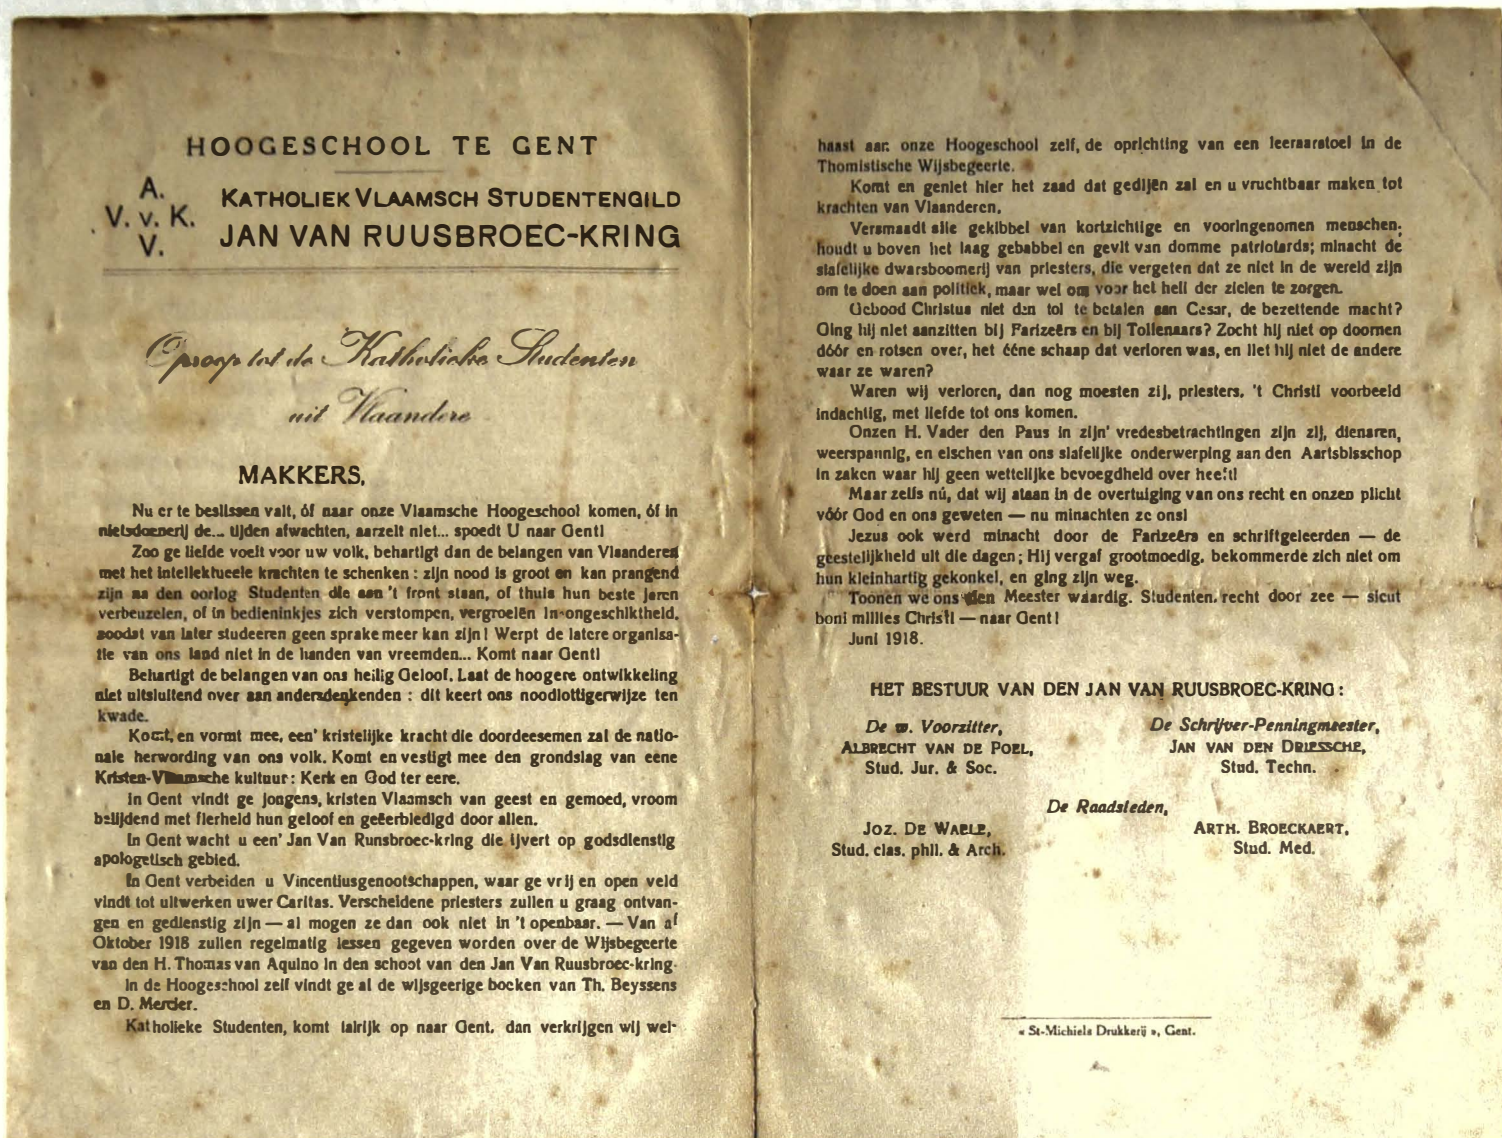 HOOGESCHOOL TE GENT
A.
V. v. K.
V.
KATHOLIEK VLAAMSCH STUDENTENGILD
JAN VAN RUUSBROEC-KRING
Oproep tot de Katholieke Studenten
uit Vlaandere
MAKKERS,
Nu er te beslissen valt, óf naar onze Vlaamsche Hoogeschool komen, óf in
nietsdoenerij de... tijden afwachten, aarzelt niet... spoedt U naar Gent!
Zoo ge liefde voelt voor uw volk, behartigt dan de belangen van Vlaanderen
met het intellektueele krachten te schenken : zijn nood is groot en kan prangend
zijn na den oorlog Studenten die aan 't front staan, of thuis hun beste jaren
verbeuzelen, of in bedieninkjes zich verstompen, vergroeien in-ongeschiktheid,
zoodat van later studeeren geen sprake meer kan zijn! Werpt de latere organisa-
tie van ons land niet in de handen van vreemden... Komt naar Gent!
Behartigt de belangen van ons heilig Geloof. Laat de hoogere ontwikkeling
niet uitsluitend over aan andersdenkenden : dit keert ons noodlottigerwijze ten
kwade.
Komt, en vormt mee, een' kristelijke kracht die doordeesemen zal de natio-
nale herwording van ons volk. Komt en vestigt mee den grondslag van eene
Kristen-Vlaamsche kultuur: Kerk en God ter eere.
In Gent vindt ge jongens, kristen Vlaamsch van geest en gemoed, vroom
belijdend met fierheid hun geloof en geëerbiedigd door allen.
In Gent wacht u een' Jan Van Runsbroec-kring die ijvert op godsdienstig
apologetisch gebied.
In Gent verbeiden u Vincentiusgenootschappen, waar ge vrij en open veld
vindt tot uitwerken uwer Caritas. Verscheidene priesters zullen u graag ontvan-
gen en gedienstig zijn — al mogen ze dan ook niet in 't openbaar. — Van af
Oktober 1918 zullen regelmatig lessen gegeven worden over de Wijsbegeerte
van den H. Thomas van Aquino in den schoot van den Jan Van Ruusbroec-kring.
In de Hoogeschool zelf vindt ge al de wijsgeerige boeken van Th. Beyssens
en D. Mercier.
Katholieke Studenten, komt talrijk op naar Gent, dan verkrijgen wij wel-
haast aan onze Hoogeschool zelf, de oprichting van een leeraarstoel in de
Thomistische Wijsbegeerte.
Komt en geniet hier het zaad dat gedijën zal en u vruchtbaar maken tot
krachten van Vlaanderen.
Versmaadt alle gekibbel van kortzichtige en vooringenomen menschen;
houdt u boven het laag gebabbel en gevit van domme patriotards; minacht de
slafelijke dwarsboomerij van priesters, die vergeten dat ze niet in de wereld zijn
om te doen aan politiek, maar wel om voor het heil der zielen te zorgen.
Gebood Christus niet den tol te betalen aan Cesar, de bezettende macht?
Ging hij niet aanzitten bij Farizeërs en bij Tollenaars? Zocht hij niet op doornen
dóór en rotsen over, het ééne schaap dat verloren was, en liet hij niet de andere
waar ze waren?
Waren wij verloren, dan nog moesten zij, priesters, 't Christi voorbeeld
indachtig, met liefde tot ons komen.
Onzen H. Vader den Paus in zijn' vredesbetrachtingen zijn zij, dienaren,
weerspannig, en eischen van ons slafelijke onderwerping aan den Aartsbisschop
in zaken waar hij geen wettelijke bevoegdheid over heeft!
Maar zelfs nú, dat wij staan in de overtuiging van ons recht en onzen plicht
vóór God en ons geweten — nu minachten ze ons!
Jezus ook werd minacht door de Farizeërs en schriftgeleerden — de
geestelijkheid uit die dagen; Hij vergaf grootmoedig, bekommerde zich niet om
hun kleinhartig gekonkel, en ging zijn weg.
Toonen we ons den Meester waardig. Studenten, recht door zee — sicut
boni milites Christi — naar Gent!
Juni 1918.
HET BESTUUR VAN DEN JAN VAN RUUSBROEC-KRING :
De w. Voorzitter,
ALBRECHT VAN DE POEL,
Stud. Jur. & Soc.
De Schrijver-Penningmeester,
JAN VAN DEN DRIESSCHE,
Stud. Techn.
De Raadsleden,
JOZ. DE WAELE,
Stud. clas. phil. & Arch.
ARTH. BROECKAERT,
Stud. Med.
« St-Michiels Drukkerij », Gent.